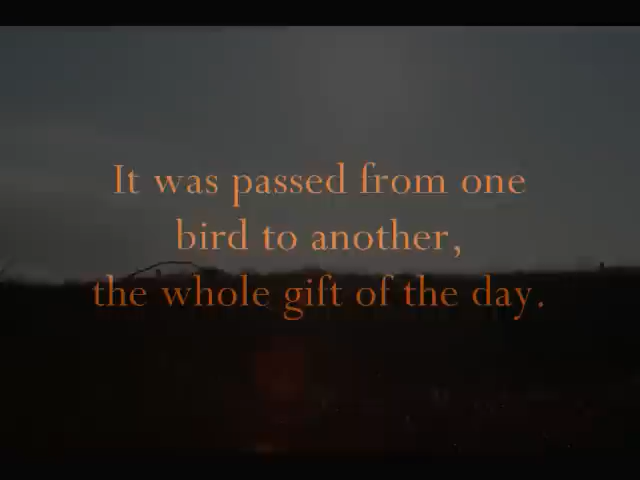 It was passed from one
bird to another,
the whole gift of the day.